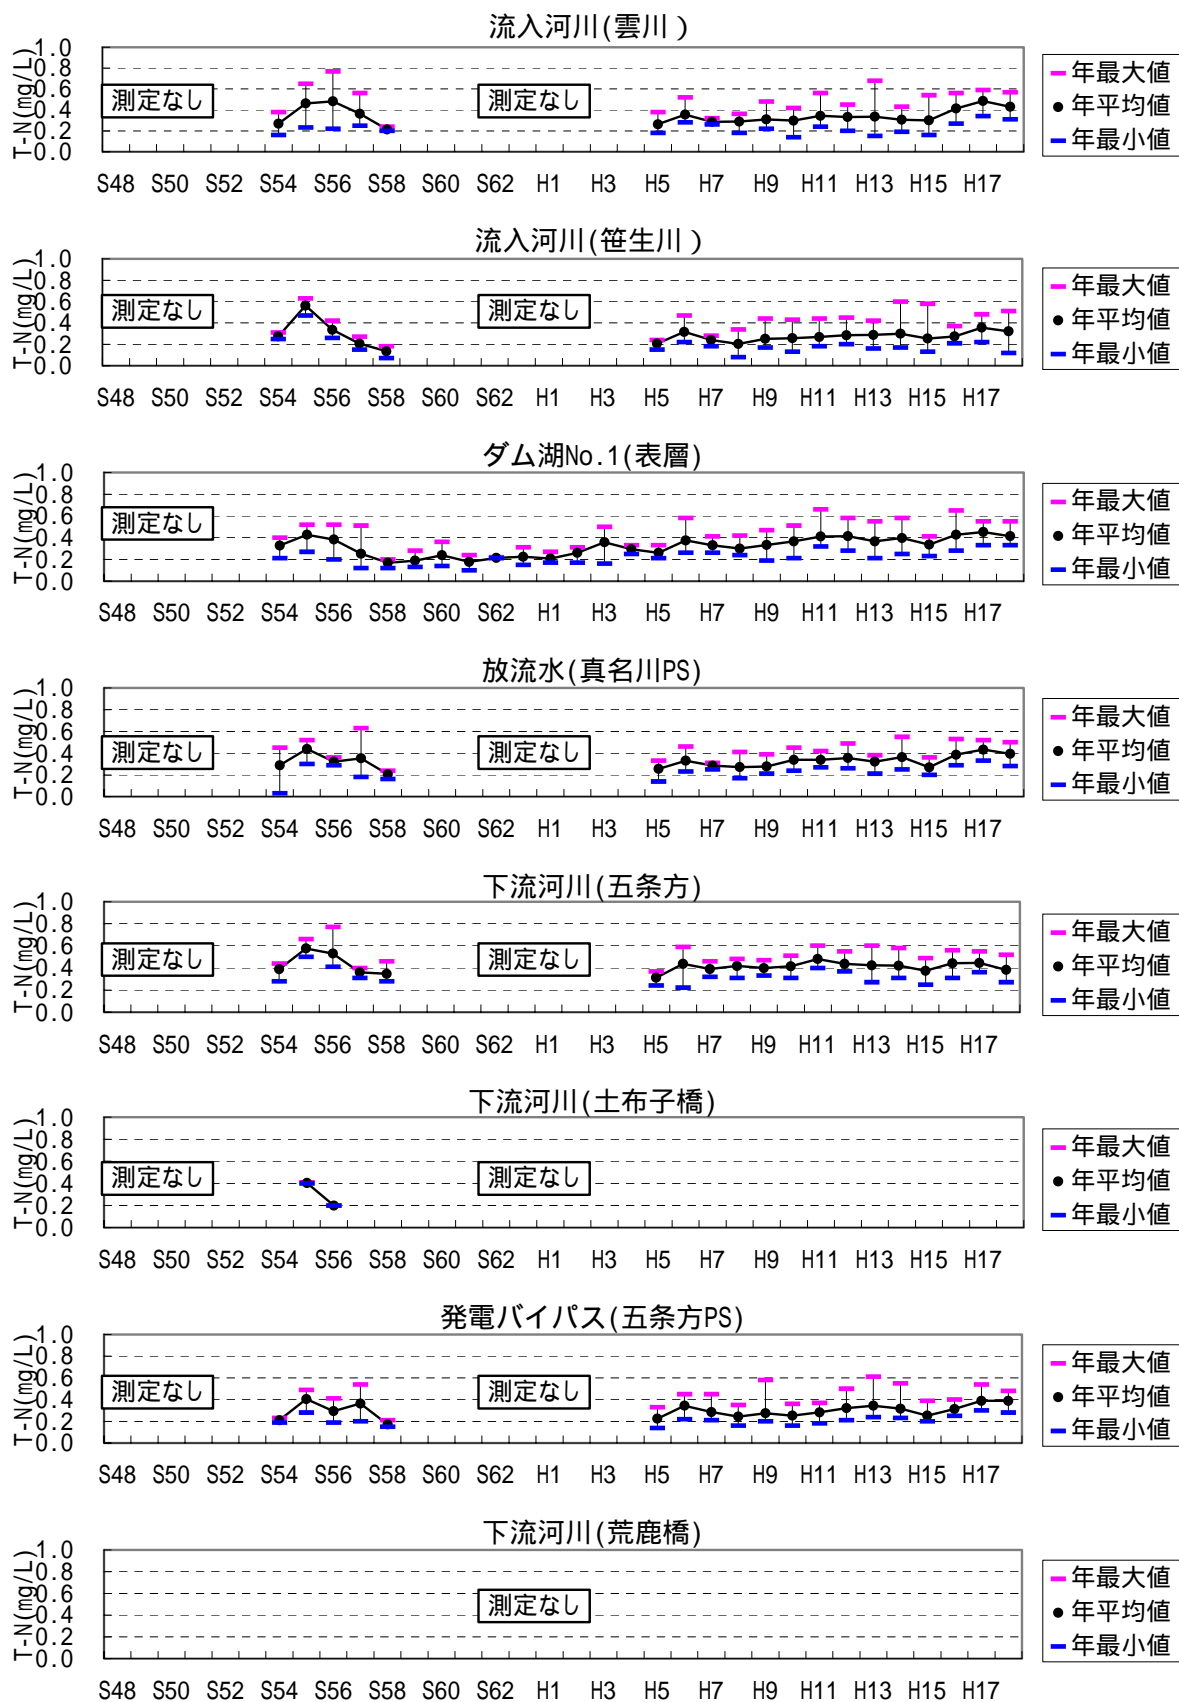 流入河川(雲川 )
T-N(mg/L)
1.0
0.8
0.6
0.4
0.2
0.0
測定なし
測定なし
年最大値
年平均値
年最小値
S48 S50 S52 S54 S56 S58 S60 S62 H1 H3 H5 H7 H9 H11 H13 H15 H17
流入河川(笹生川 )
T-N(mg/L)
1.0
0.8
0.6
0.4
0.2
0.0
測定なし
測定なし
年最大値
年平均値
年最小値
S48 S50 S52 S54 S56 S58 S60 S62 H1 H3 H5 H7 H9 H11 H13 H15 H17
ダム湖No.1(表層)
T-N(mg/L)
1.0
0.8
0.6
0.4
0.2
0.0
測定なし
年最大値
年平均値
年最小値
S48 S50 S52 S54 S56 S58 S60 S62 H1 H3 H5 H7 H9 H11 H13 H15 H17
放流水(真名川PS)
T-N(mg/L)
1.0
0.8
0.6
0.4
0.2
0.0
測定なし
測定なし
年最大値
年平均値
年最小値
S48 S50 S52 S54 S56 S58 S60 S62 H1 H3 H5 H7 H9 H11 H13 H15 H17
下流河川(五条方)
T-N(mg/L)
1.0
0.8
0.6
0.4
0.2
0.0
測定なし
測定なし
年最大値
年平均値
年最小値
S48 S50 S52 S54 S56 S58 S60 S62 H1 H3 H5 H7 H9 H11 H13 H15 H17
下流河川(土布子橋)
T-N(mg/L)
1.0
0.8
0.6
0.4
0.2
0.0
測定なし
測定なし
年最大値
年平均値
年最小値
S48 S50 S52 S54 S56 S58 S60 S62 H1 H3 H5 H7 H9 H11 H13 H15 H17
発電バイパス(五条方PS)
T-N(mg/L)
1.0
0.8
0.6
0.4
0.2
0.0
測定なし
測定なし
年最大値
年平均値
年最小値
S48 S50 S52 S54 S56 S58 S60 S62 H1 H3 H5 H7 H9 H11 H13 H15 H17
下流河川(荒鹿橋)
T-N(mg/L)
1.0
0.8
0.6
0.4
0.2
0.0
測定なし
年最大値
年平均値
年最小値
S48 S50 S52 S54 S56 S58 S60 S62 H1 H3 H5 H7 H9 H11 H13 H15 H17